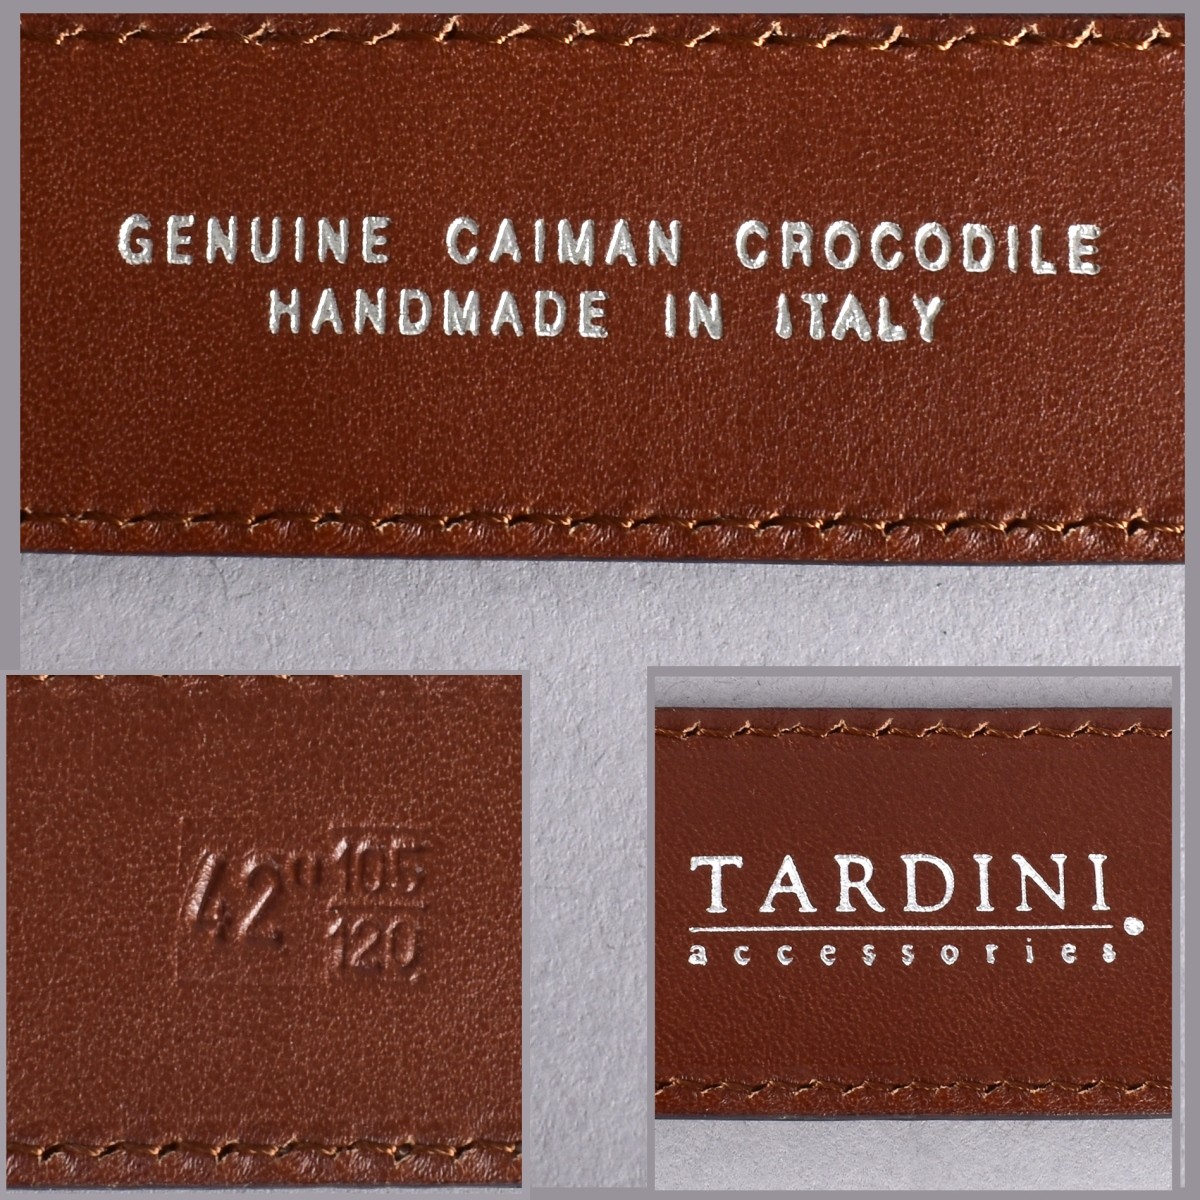 GENUINE CAIMAN CROCODILE
HANDMADE IN ITALY
42" 105
120
TARDINI
accessories